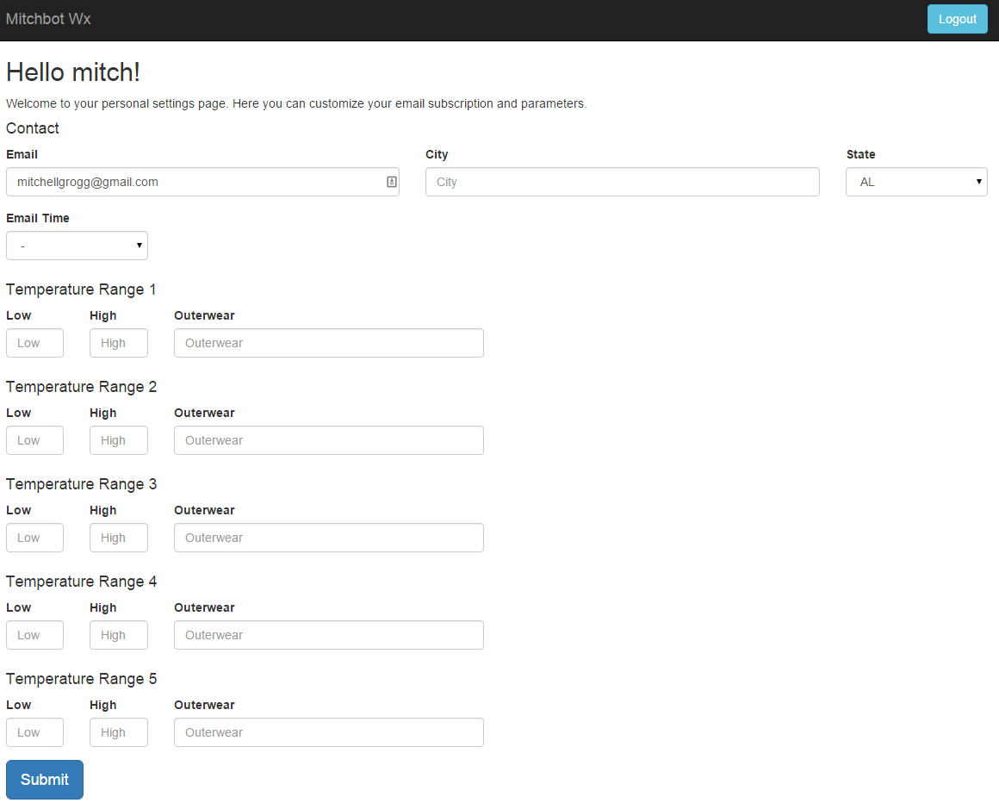 Mitchbot Wx Logout
Hello mitch!
Welcome to your personal settings page. Here you can customize your email subscription and parameters.
Contact
Email City State
mitchellgrogg@gmail.com City AL
Email Time
-
Temperature Range 1
Low High Outerwear
Low High Outerwear
Temperature Range 2
Low High Outerwear
Low High Outerwear
Temperature Range 3
Low High Outerwear
Low High Outerwear
Temperature Range 4
Low High Outerwear
Low High Outerwear
Temperature Range 5
Low High Outerwear
Low High Outerwear
Submit